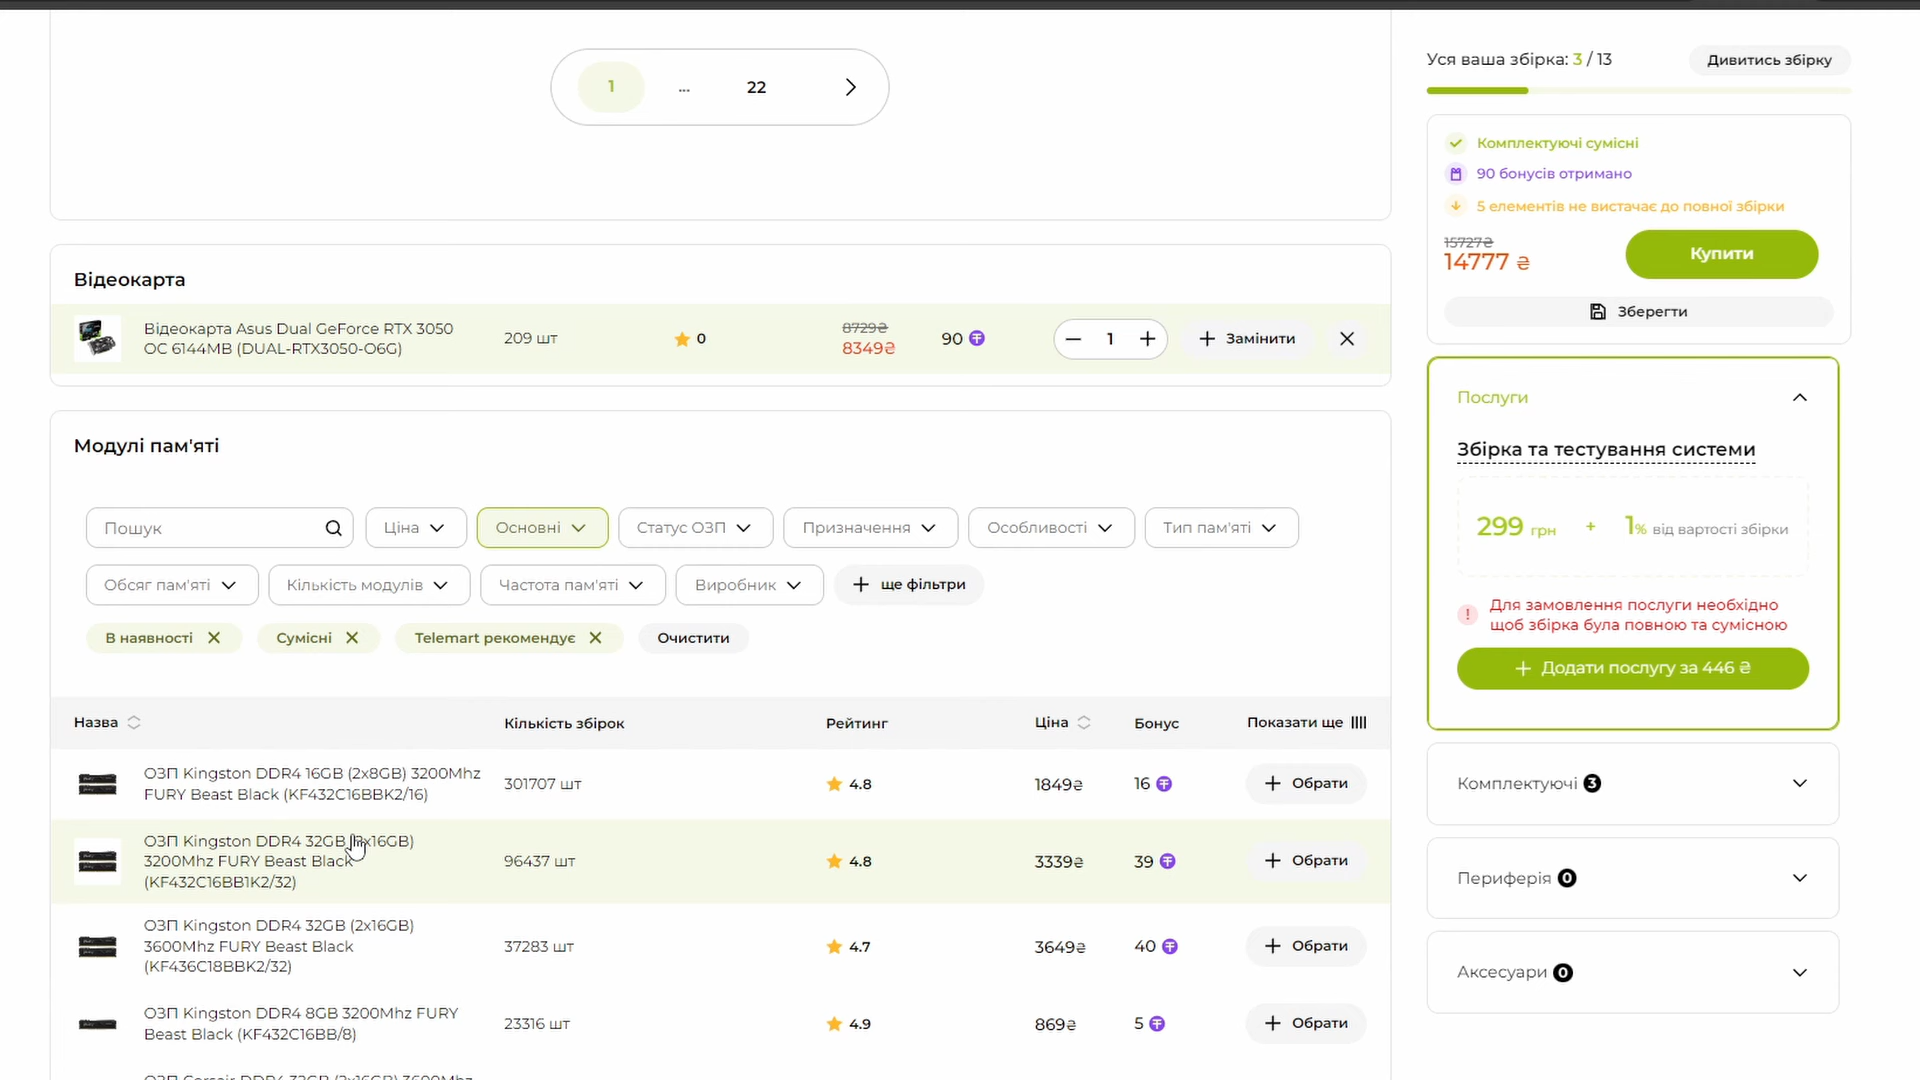 1 ... 22
Уся ваша збірка: 3 / 13
Дивитись збірку
Комплектуючі сумісні
90 бонусів отримано
5 елементів не вистачає до повної збірки
15727₴
14777 ₴
Купити
Зберегти
Відеокарта
Відеокарта Asus Dual GeForce RTX 3050
OC 6144MB (DUAL-RTX3050-O6G)
209 шт
0
8729₴
8349₴
90
1
Замінити
Послуги
Збірка та тестування системи
299 грн + 1% від вартості збірки
Для замовлення послуги необхідно
щоб збірка була повною та сумісною
Додати послугу за 446 ₴
Модулі пам'яті
Пошук
Ціна
Основні
Статус ОЗП
Призначення
Особливості
Тип пам'яті
Обсяг пам'яті
Кількість модулів
Частота пам'яті
Виробник
ще фільтри
В наявності
Сумісні
Telemart рекомендує
Очистити
Назва
Кількість збірок
Рейтинг
Ціна
Бонус
Показати ще
ОЗП Kingston DDR4 16GB (2x8GB) 3200Mhz
FURY Beast Black (KF432C16BBK2/16)
301707 шт
4.8
1849₴
16
Обрати
ОЗП Kingston DDR4 32GB (2x16GB)
3200Mhz FURY Beast Black
(KF432C16BB1K2/32)
96437 шт
4.8
3339₴
39
Обрати
ОЗП Kingston DDR4 32GB (2x16GB)
3600Mhz FURY Beast Black
(KF436C18BBK2/32)
37283 шт
4.7
3649₴
40
Обрати
ОЗП Kingston DDR4 8GB 3200Mhz FURY
Beast Black (KF432C16BB/8)
23316 шт
4.9
869₴
5
Обрати
ОЗП Corsair DDR4 32GB (2x16GB) 3600Mhz
Комплектуючі 3
Периферія 0
Аксесуари 0